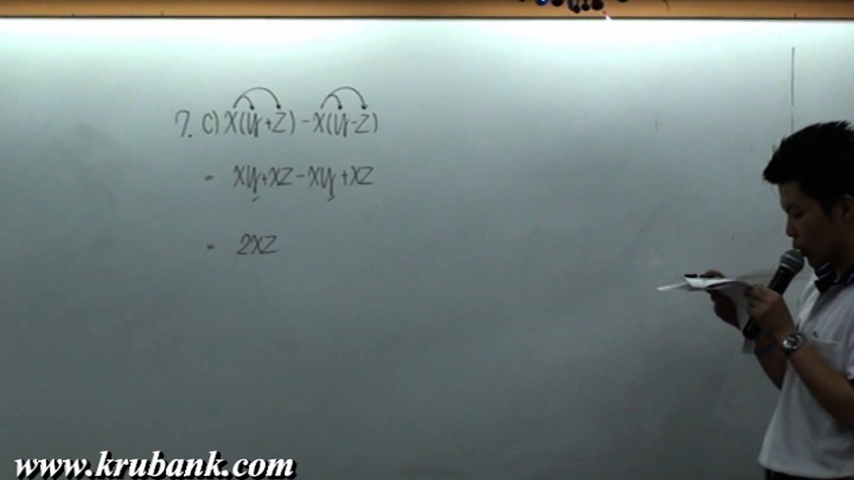 7. c) x(y+z) - x(y-z)
= xy+xz-xy+xz
= 2xz
www.krubank.com